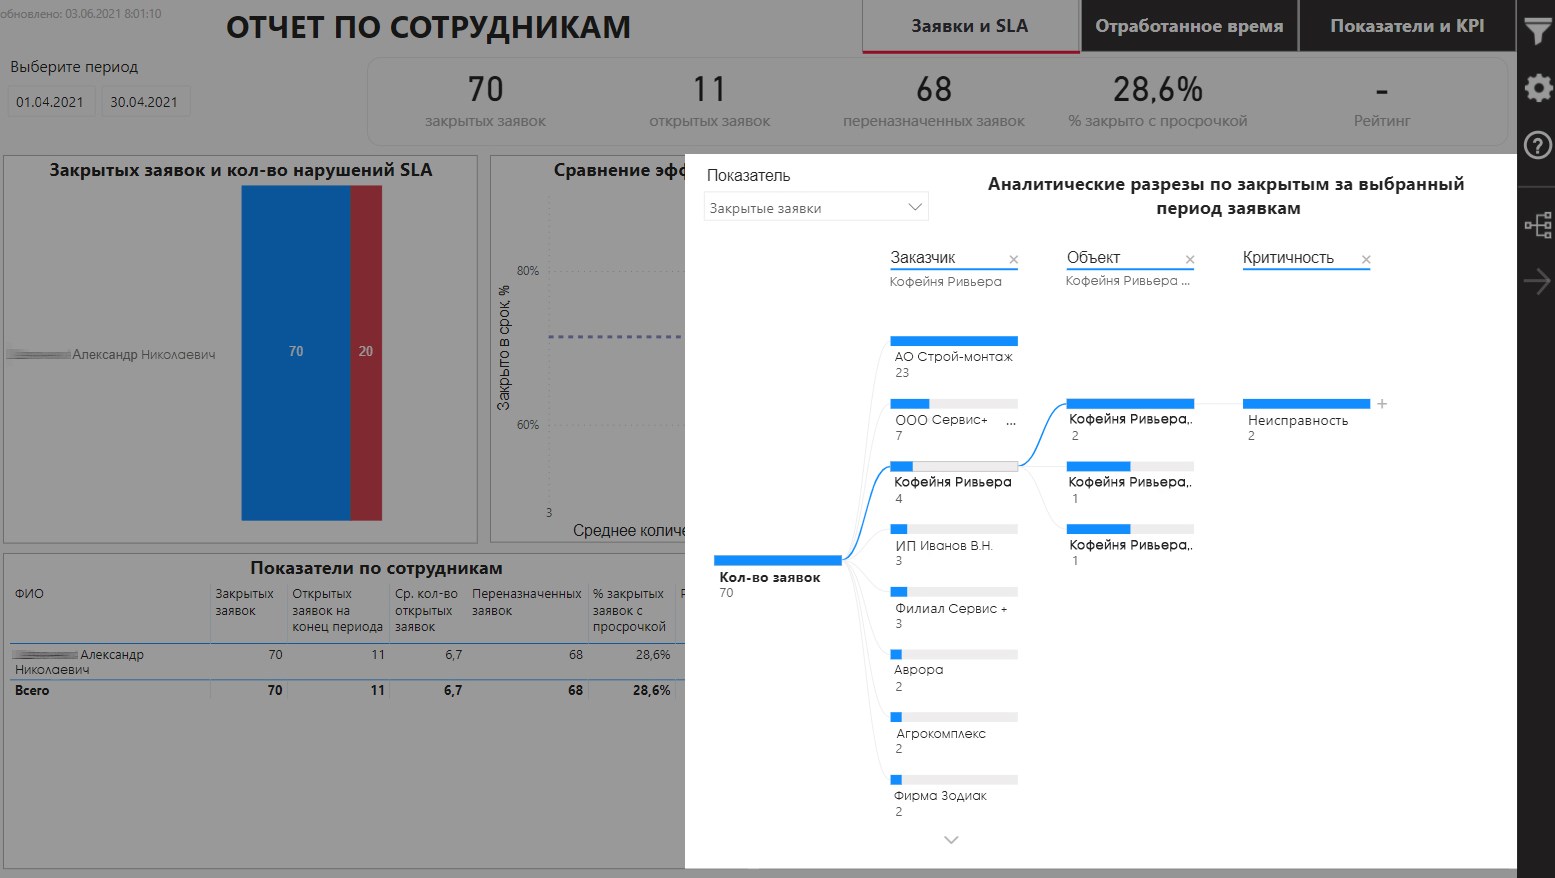 обновлено: 03.06.2021 8:01:10
ОТЧЕТ ПО СОТРУДНИКАМ
Заявки и SLA
Отработанное время
Показатели и KPI
Выберите период
01.04.2021
30.04.2021
70
закрытых заявок
11
открытых заявок
68
переназначенных заявок
28,6%
% закрыто с просрочкой
-
Рейтинг
Закрытых заявок и кол-во нарушений SLA
Александр Николаевич
70
20
Сравнение эфф
Закрыто в срок, %
80%
60%
3
Среднее количе
Показатели по сотрудникам
ФИО
Закрытых
заявок
Открытых
заявок на
конец периода
Ср. кол-во
открытых
заявок
Переназначенных
заявок
% закрытых
заявок с
просрочкой
Александр
Николаевич
70
11
6,7
68
28,6%
Всего
70
11
6,7
68
28,6%
Показатель
Закрытые заявки
Аналитические разрезы по закрытым за выбранный
период заявкам
Заказчик
Кофейня Ривьера
Объект
Кофейня Ривьера ...
Критичность
Кол-во заявок
70
АО Строй-монтаж
23
ООО Сервис+ ...
7
Кофейня Ривьера
4
ИП Иванов В.Н.
3
Филиал Сервис +
3
Аврора
2
Агрокомплекс
2
Фирма Зодиак
2
Кофейня Ривьера,.
2
Кофейня Ривьера,.
1
Кофейня Ривьера,.
1
Неисправность
2